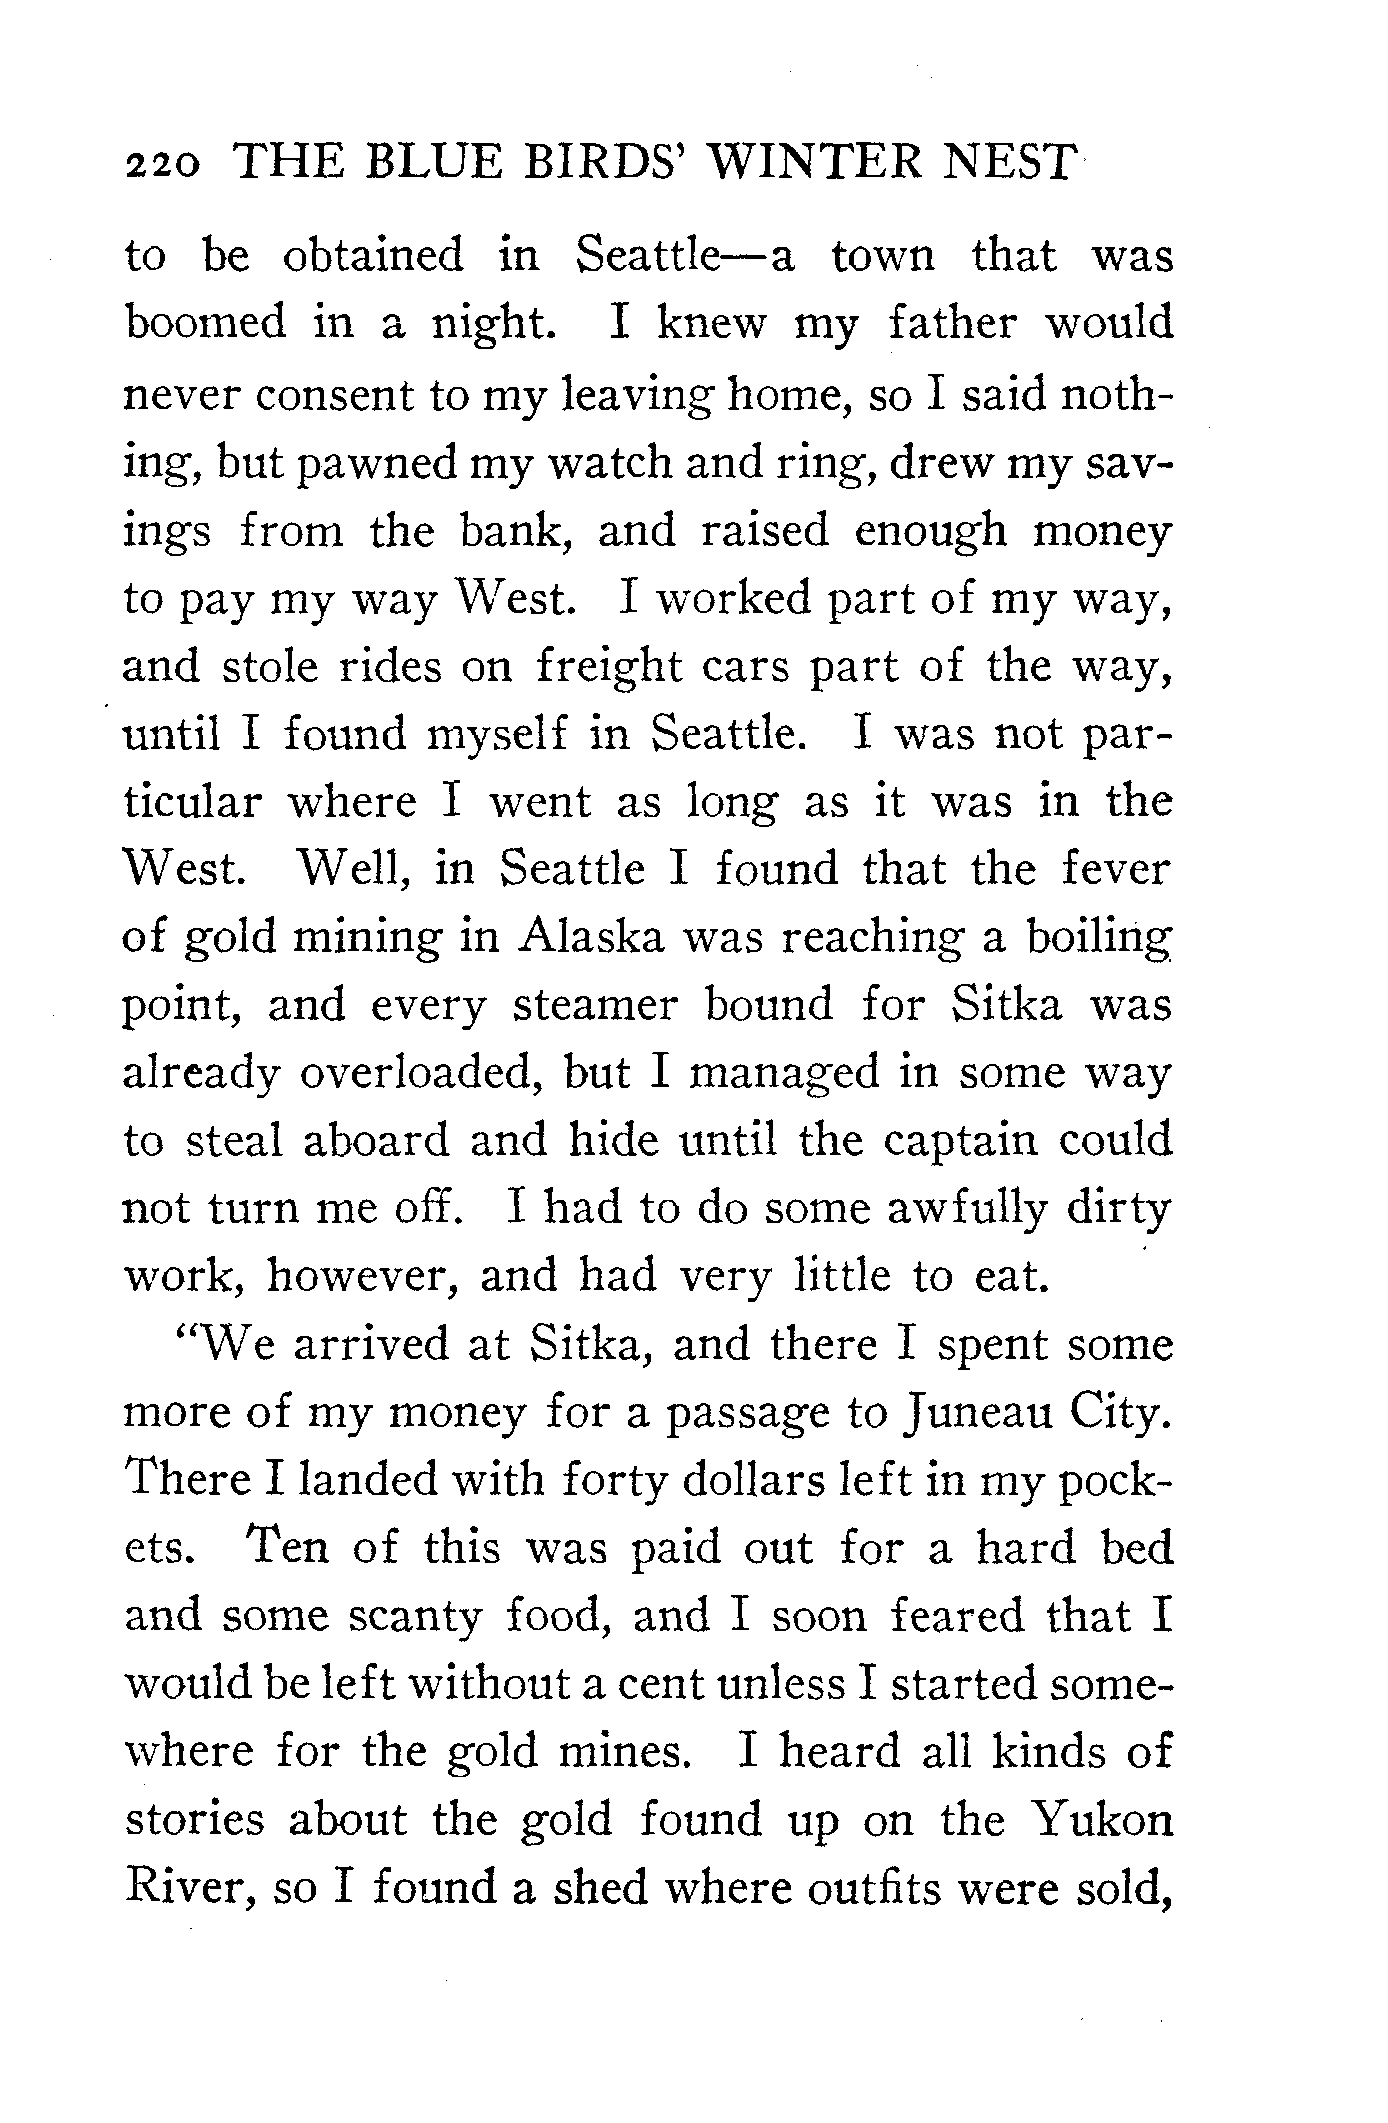 220 THE BLUE BIRDS' WINTER NEST
to be obtained in Seattle—a town that was
boomed in a night. I knew my father would
never consent to my leaving home, so I said noth-
ing, but pawned my watch and ring, drew my sav-
ings from the bank, and raised enough money
to pay my way West. I worked part of my way,
and stole rides on freight cars part of the way,
until I found myself in Seattle. I was not par-
ticular where I went as long as it was in the
West. Well, in Seattle I found that the fever
of gold mining in Alaska was reaching a boiling
point, and every steamer bound for Sitka was
already overloaded, but I managed in some way
to steal aboard and hide until the captain could
not turn me off. I had to do some awfully dirty
work, however, and had very little to eat.
"We arrived at Sitka, and there I spent some
more of my money for a passage to Juneau City.
There I landed with forty dollars left in my pock-
ets. Ten of this was paid out for a hard bed
and some scanty food, and I soon feared that I
would be left without a cent unless I started some-
where for the gold mines. I heard all kinds of
stories about the gold found up on the Yukon
River, so I found a shed where outfits were sold,